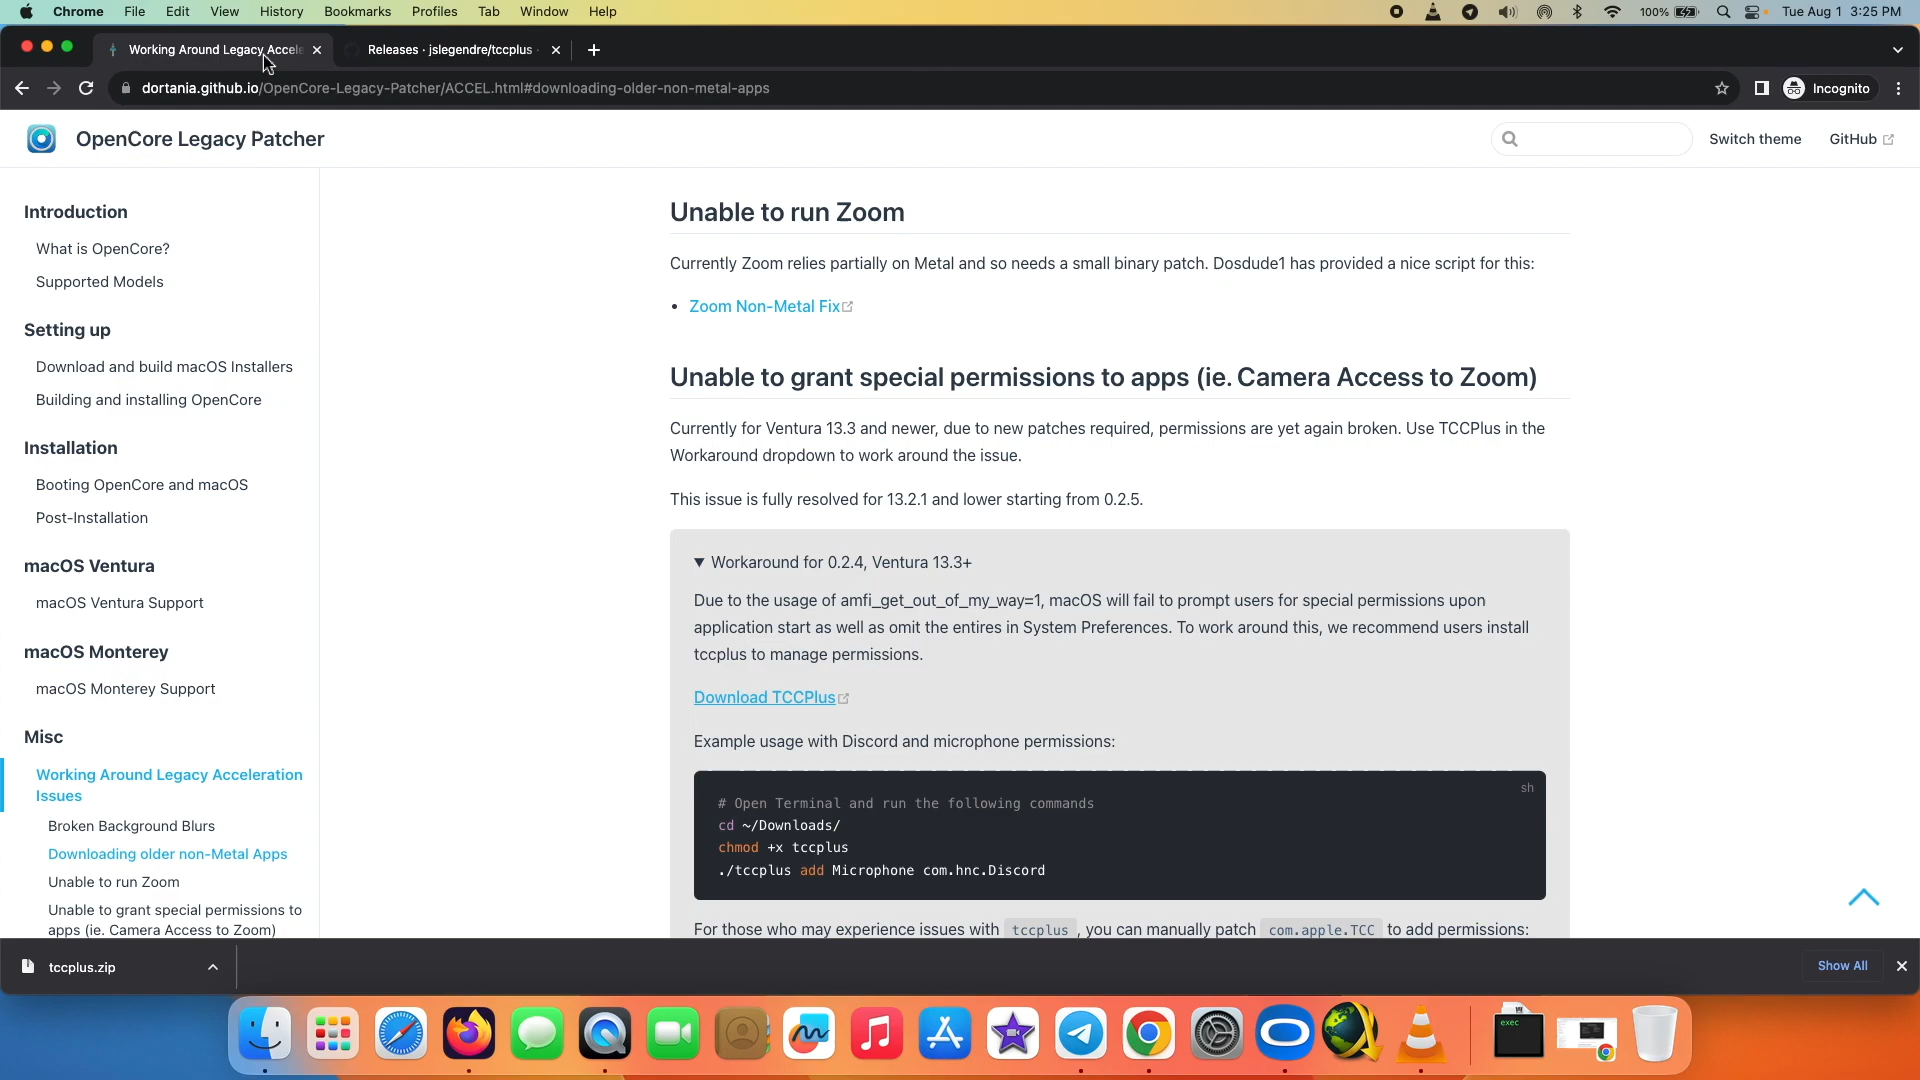 Chrome File Edit View History Bookmarks Profiles Tab Window Help 100% Tue Aug 1 3:25 PM
Working Around Legacy Accele Releases · jslegendre/tccplus ·
dortania.github.io/OpenCore-Legacy-Patcher/ACCEL.html#downloading-older-non-metal-apps Incognito
OpenCore Legacy Patcher Switch theme GitHub
Introduction
What is OpenCore?
Supported Models
Setting up
Download and build macOS Installers
Building and installing OpenCore
Installation
Booting OpenCore and macOS
Post-Installation
macOS Ventura
macOS Ventura Support
macOS Monterey
macOS Monterey Support
Misc
Working Around Legacy Acceleration
Issues
Broken Background Blurs
Downloading older non-Metal Apps
Unable to run Zoom
Unable to grant special permissions to
apps (ie. Camera Access to Zoom)
Unable to run Zoom
Currently Zoom relies partially on Metal and so needs a small binary patch. Dosdude1 has provided a nice script for this:
• Zoom Non-Metal Fix
Unable to grant special permissions to apps (ie. Camera Access to Zoom)
Currently for Ventura 13.3 and newer, due to new patches required, permissions are yet again broken. Use TCCPlus in the
Workaround dropdown to work around the issue.
This issue is fully resolved for 13.2.1 and lower starting from 0.2.5.
▼ Workaround for 0.2.4, Ventura 13.3+
Due to the usage of amfi_get_out_of_my_way=1, macOS will fail to prompt users for special permissions upon
application start as well as omit the entires in System Preferences. To work around this, we recommend users install
tccplus to manage permissions.
Download TCCPlus
Example usage with Discord and microphone permissions:
sh
# Open Terminal and run the following commands
cd ~/Downloads/
chmod +x tccplus
./tccplus add Microphone com.hnc.Discord
For those who may experience issues with tccplus , you can manually patch com.apple.TCC to add permissions:
tccplus.zip Show All
exec